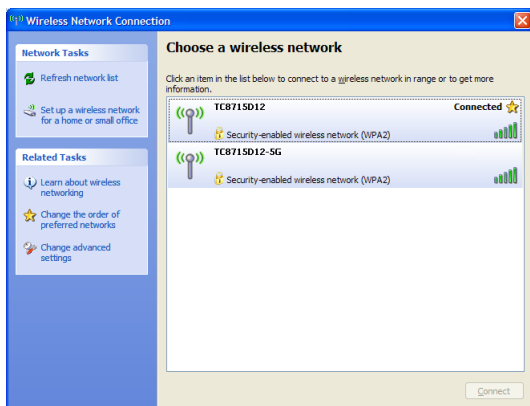 Wireless Network Connection
Network Tasks
Refresh network list
Set up a wireless network
for a home or small office
Related Tasks
Learn about wireless
networking
Change the order of
preferred networks
Change advanced
settings
Choose a wireless network
Click an item in the list below to connect to a wireless network in range or to get more
information.
TC8715D12 Connected
Security-enabled wireless network (WPA2)
TC8715D12-5G
Security-enabled wireless network (WPA2)
Connect